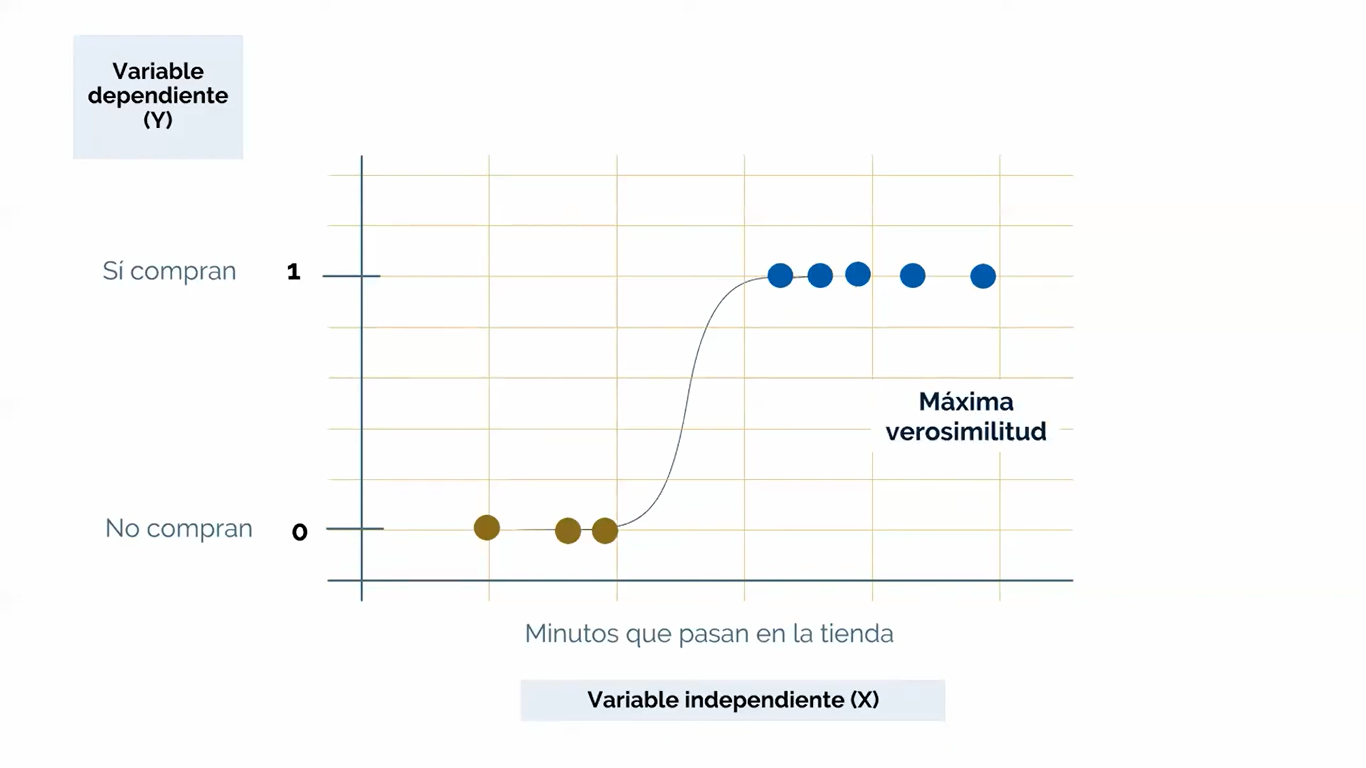 Variable
dependiente
(Y)
Sí compran
1
Máxima
verosimilitud
No compran
0
Minutos que pasan en la tienda
Variable independiente (X)